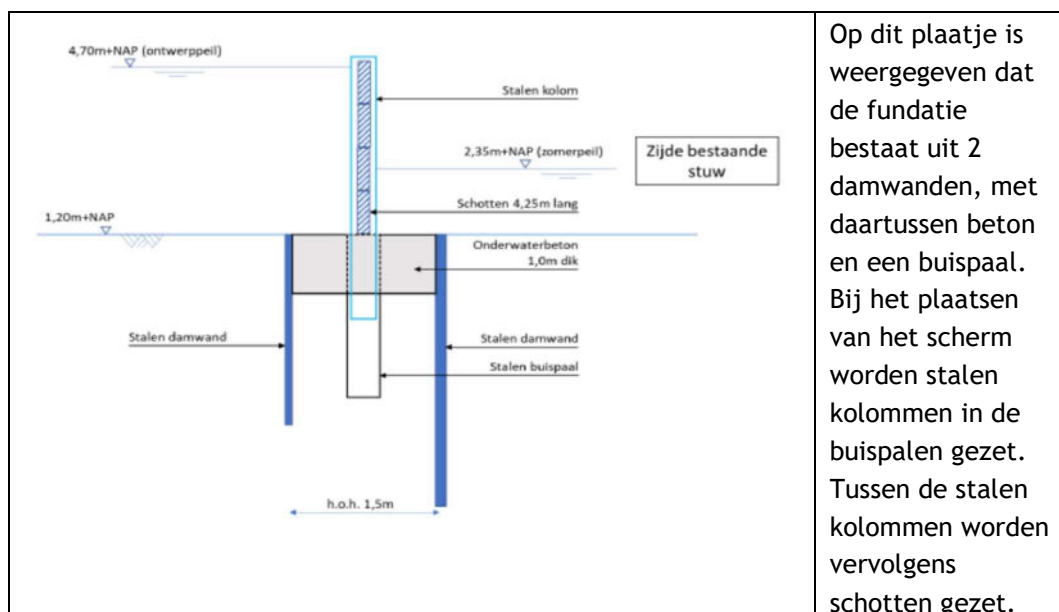 4,70m+NAP (ontwerppeil)
Stalen kolom
2,35m+NAP (zomerpeil)
Zijde bestaande
stuw
Schotten 4,25m lang
1,20m+NAP
Onderwaterbeton
1,0m dik
Stalen damwand
Stalen damwand
Stalen buispaal
h.o.h. 1,5m
Op dit plaatje is
weergegeven dat
de fundatie
bestaat uit 2
damwanden, met
daartussen beton
en een buispaal.
Bij het plaatsen
van het scherm
worden stalen
kolommen in de
buispalen gezet.
Tussen de stalen
kolommen worden
vervolgens
schotten gezet.